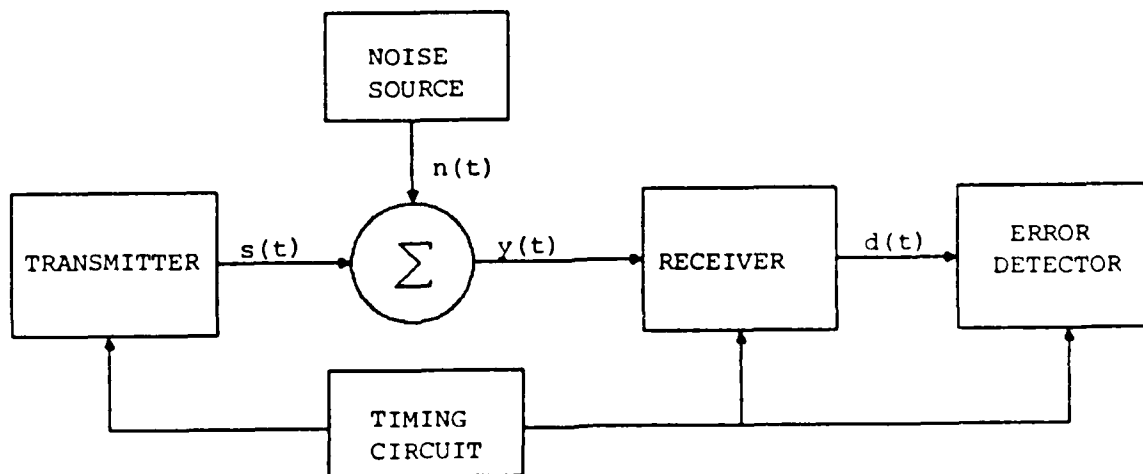 NOISE
SOURCE
n(t)
TRANSMITTER
s(t)
Σ
y(t)
RECEIVER
d(t)
ERROR
DETECTOR
TIMING
CIRCUIT